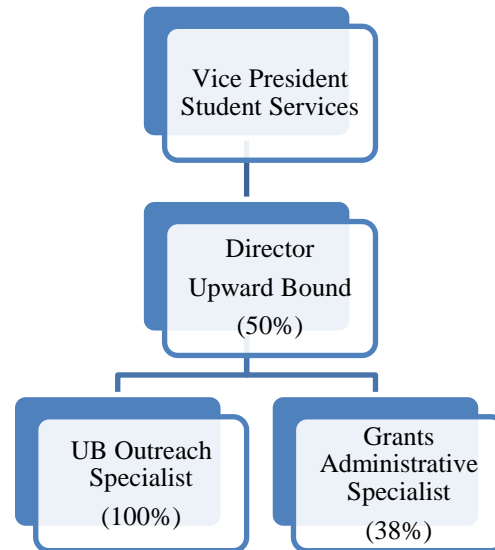 Vice President
Student Services
Director
Upward Bound
(50%)
UB Outreach
Specialist
(100%)
Grants
Administrative
Specialist
(38%)